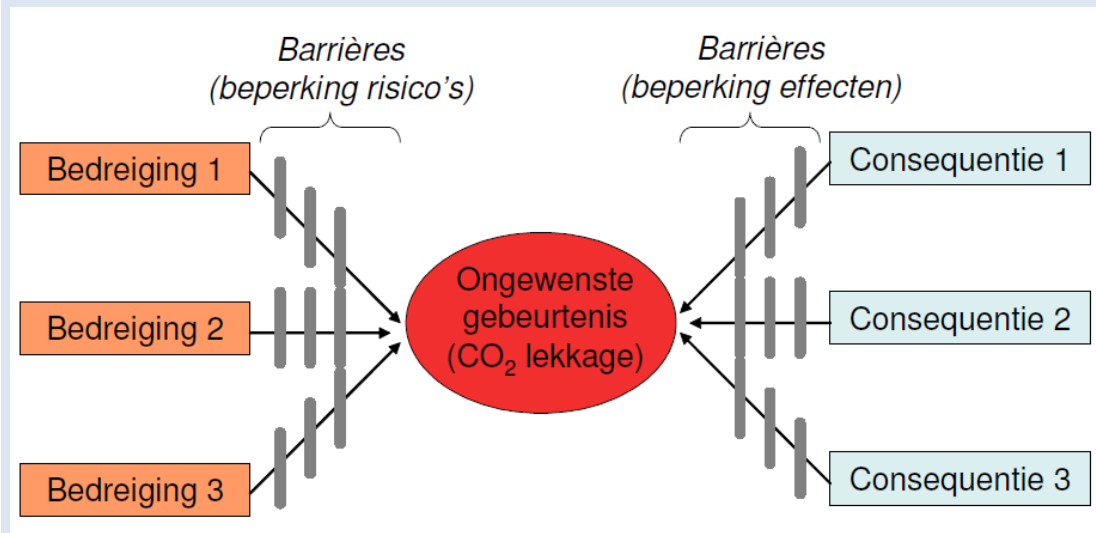 Barrières
(beperking risico's)
Barrières
(beperking effecten)
Bedreiging 1
Bedreiging 2
Bedreiging 3
Ongewenste
gebeurtenis
(CO₂ lekkage)
Consequentie 1
Consequentie 2
Consequentie 3